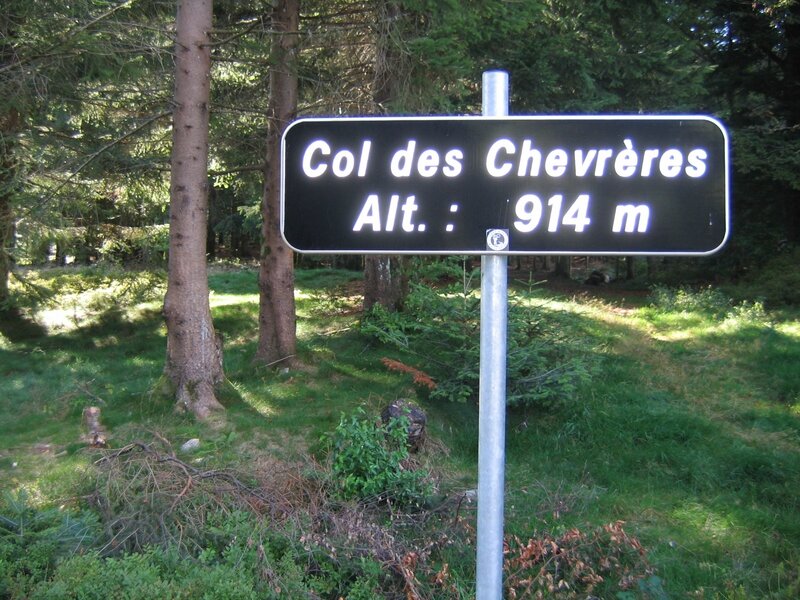 Col des Chevrères
Alt. : 914 m